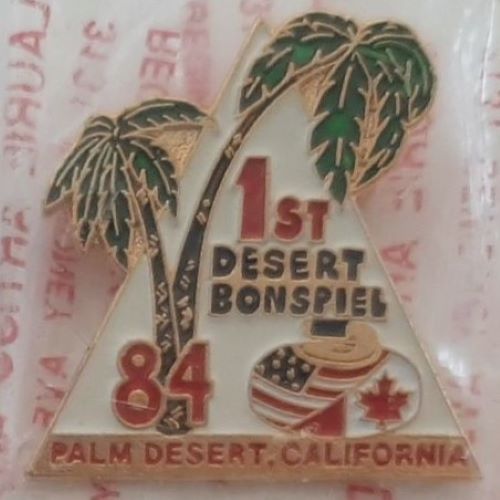 1ST
DESERT
BONSPIEL
84
PALM DESERT, CALIFORNIA